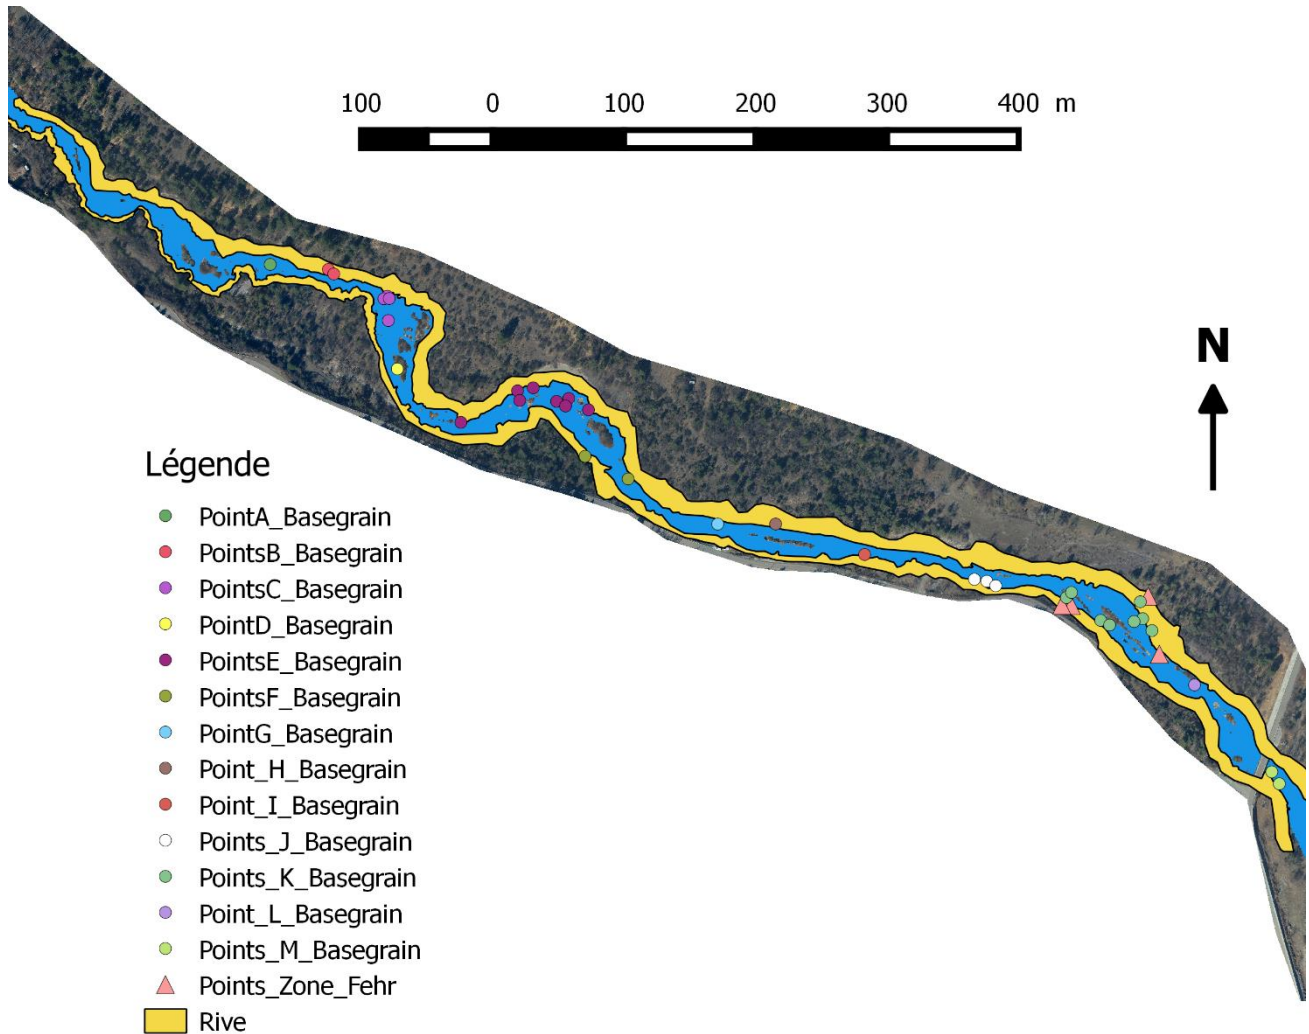 100 0 100 200 300 400 m
N
Légende
PointA_Basegrain
PointsB_Basegrain
PointsC_Basegrain
PointD_Basegrain
PointsE_Basegrain
PointsF_Basegrain
PointG_Basegrain
Point_H_Basegrain
Point_I_Basegrain
Points_J_Basegrain
Points_K_Basegrain
Point_L_Basegrain
Points_M_Basegrain
Points_Zone_Fehr
Rive